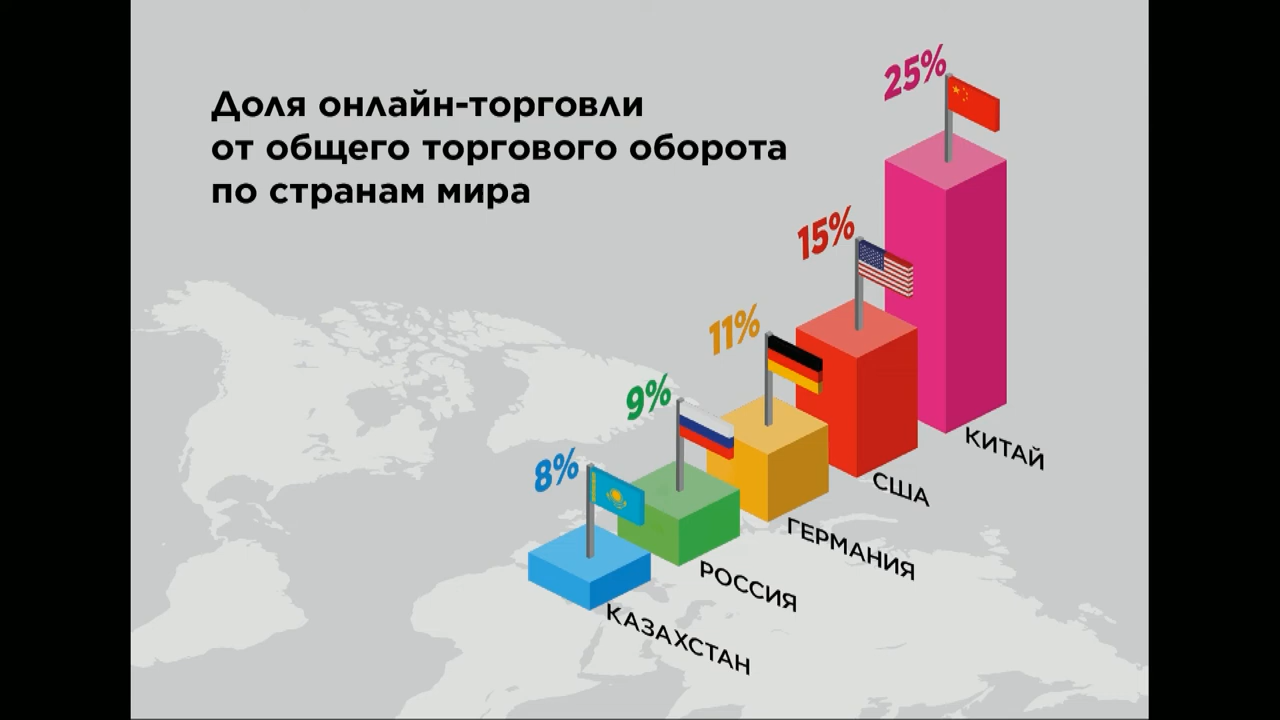 Доля онлайн-торговли
от общего торгового оборота
по странам мира
25%
15%
11%
9%
8%
КИТАЙ
США
ГЕРМАНИЯ
РОССИЯ
КАЗАХСТАН